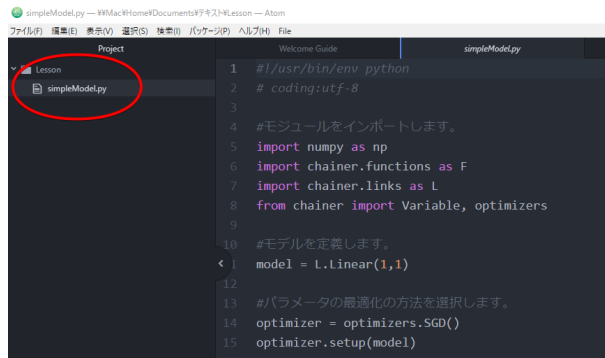 simpleModel.py — ¥¥Mac¥Home¥Documents¥テキスト¥Lesson — Atom
ファイル(F) 編集(E) 表示(V) 選択(S) 検索(I) パッケージ(P) ヘルプ(H) File
Project
Welcome Guide
simpleModel.py
Lesson
simpleModel.py
1 #!/usr/bin/env python
2 # coding:utf-8
3
4 #モジュールをインポートします。
5 import numpy as np
6 import chainer.functions as F
7 import chainer.links as L
8 from chainer import Variable, optimizers
9
10 #モデルを定義します。
1 model = L.Linear(1,1)
12
13 #パラメータの最適化の方法を選択します。
14 optimizer = optimizers.SGD()
15 optimizer.setup(model)